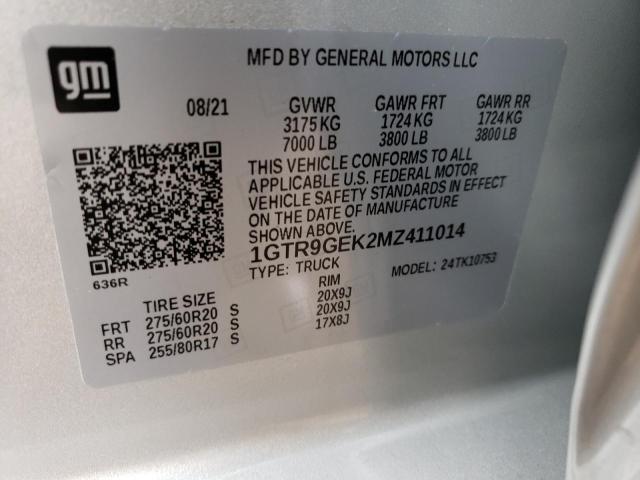 gm
MFD BY GENERAL MOTORS LLC
08/21 GVWR GAWR FRT GAWR RR
3175 KG 1724 KG 1724 KG
7000 LB 3800 LB 3800 LB
THIS VEHICLE CONFORMS TO ALL
APPLICABLE U.S. FEDERAL MOTOR
VEHICLE SAFETY STANDARDS IN EFFECT
ON THE DATE OF MANUFACTURE
SHOWN ABOVE.
1GTR9GEK2MZ411014
636R
TYPE: TRUCK MODEL: 24TK10753
TIRE SIZE RIM
FRT 275/60R20 S 20X9J
RR 275/60R20 S 20X9J
SPA 255/80R17 S 17X8J